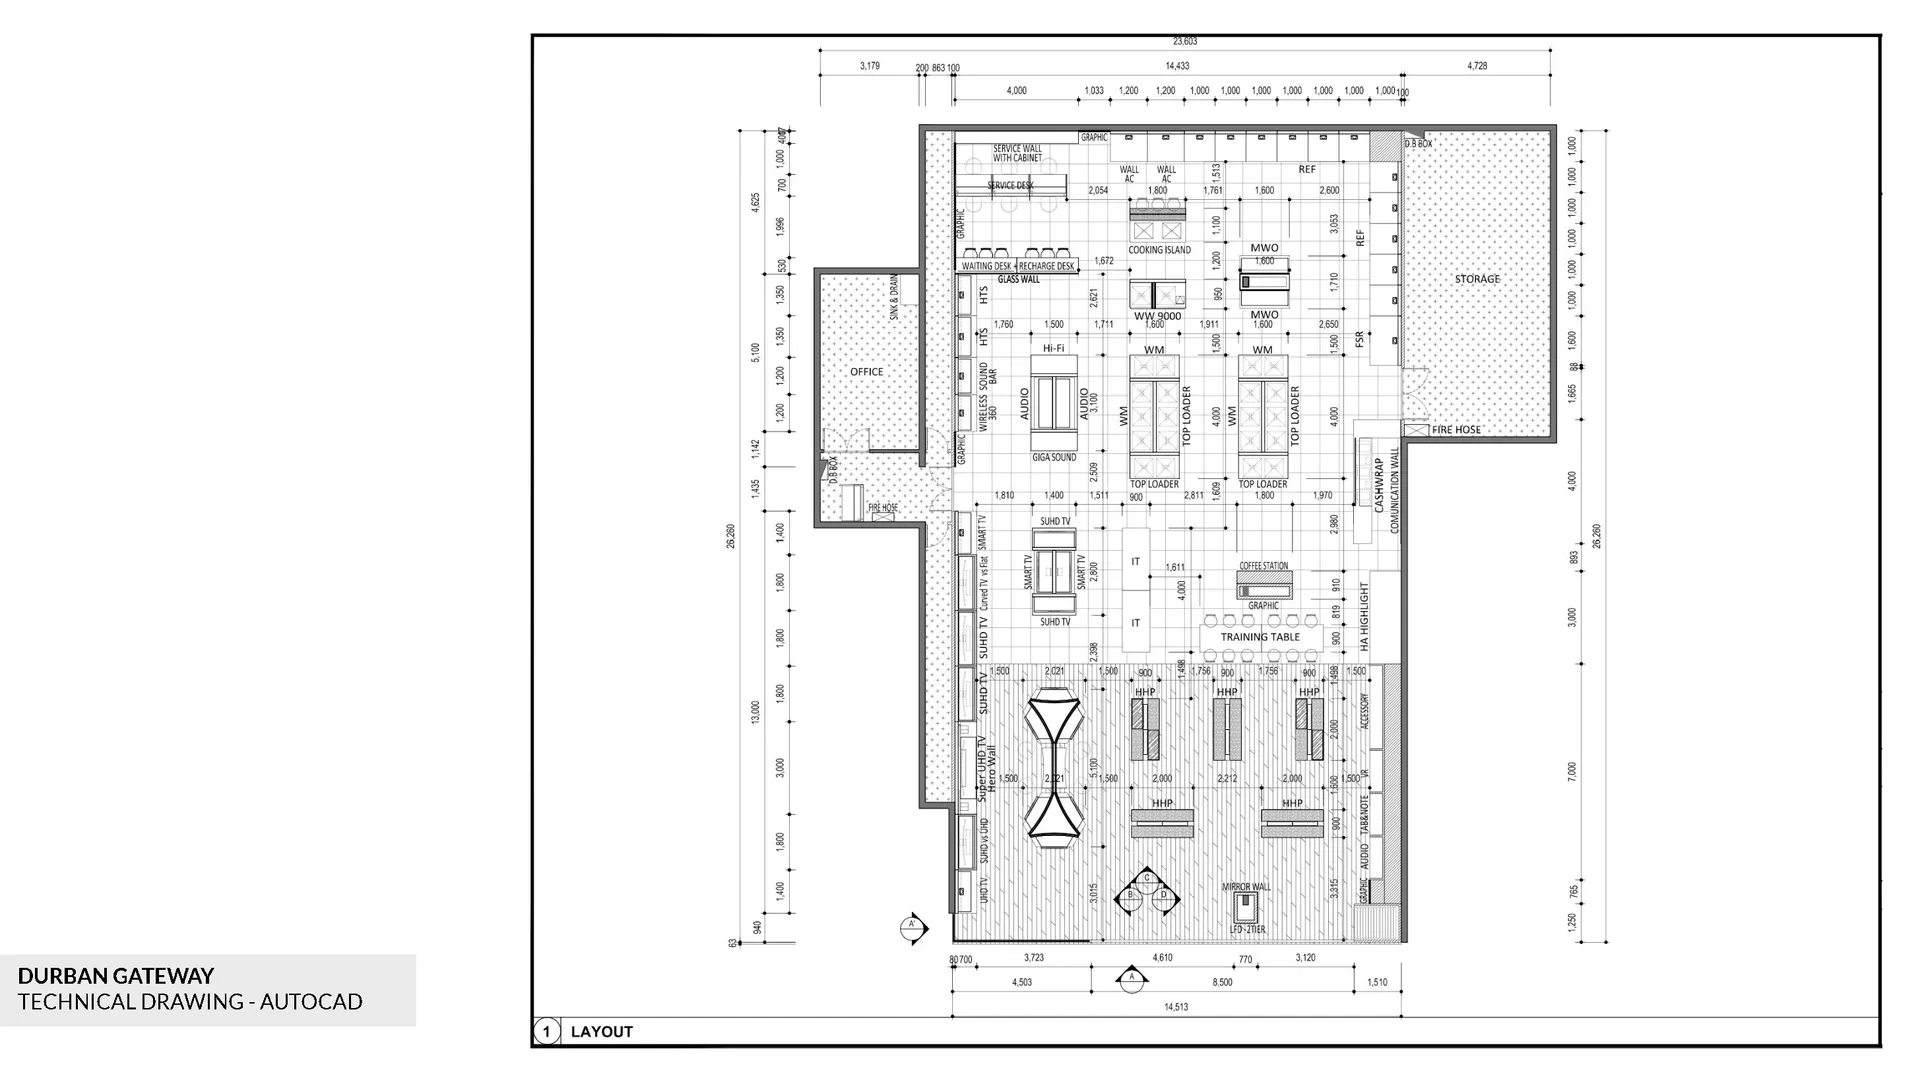 23,603
3,179
200
863
100
14,433
4,728
4,000
1.033
1,200
1,200
1,000
1,000
1,000
1,000
1,000
1,000
1,000
100
GRAPHIC
D.B BOX
SERVICE WALL
WITH CABINET
WALL
AC
WALL
AC
1,513
REF
SERVICE DESK
2,054
1,800
1,761
1,600
2,600
GRAPHIC
1,100
3,053
REF
COOKING ISLAND
MWO
WAITING DESK + RECHARGE DESK
1,672
1,200
1,600
GLASS WALL
STORAGE
SINK & DRAIN
HTS
2,621
950
1,710
WW 9000
MWO
1,760
1,500
1,711
1,600
1,911
1,600
2,650
HTS
1,500
1,500
FSR
Hi-Fi
WM
WM
OFFICE
WIRELESS SOUND
360 BAR
AUDIO
AUDIO
3,100
WM
TOP LOADER
4,000
WM
TOP LOADER
4,000
GRAPHIC
GIGA SOUND
FIRE HOSE
D.B BOX
2,509
TOP LOADER
TOP LOADER
CASHWRAP
COMUNICATION WALL
1,810
1,400
1,511
900
2,811
1,609
1,800
1,970
FIRE HOSE
SMART TV
SUHD TV
2,980
Curved TV vs Flat
SMART TV
SMART TV
2,800
IT
1,611
4,000
COFFEE STATION
910
GRAPHIC
819
HA HIGHLIGHT
SUHD TV
SUHD TV
IT
TRAINING TABLE
900
2,398
1,498
1,500
2,021
1,500
900
1,756
900
1,756
900
1,498
1,500
SUHD TV
HHP
HHP
HHP
2,000
ACCESSORY
Super UHD TV
Hero Wall
5,100
1,500
2,021
1,500
2,000
2,212
2,000
1,800
1,500
VR
HHP
HHP
900
TAB&NOTE
SUHD vs UHD
AUDIO
UHD TV
3,015
C
B
D
MIRROR WALL
3,315
GRAPHIC
LFD -2TIER
A'
4,625
1,000
700
1,996
530
5,100
1,350
1,350
1,200
1,200
1,142
1,435
26,260
13,000
1,400
1,800
1,800
1,800
3,000
1,800
1,400
940
63
1,000
1,000
1,000
1,000
1,000
1,000
1,600
88
1,665
4,000
26,260
893
3,000
7,000
765
1,250
80
700
3,723
4,610
770
3,120
4,503
A
8,500
1,510
14,513
DURBAN GATEWAY
TECHNICAL DRAWING - AUTOCAD
1
LAYOUT